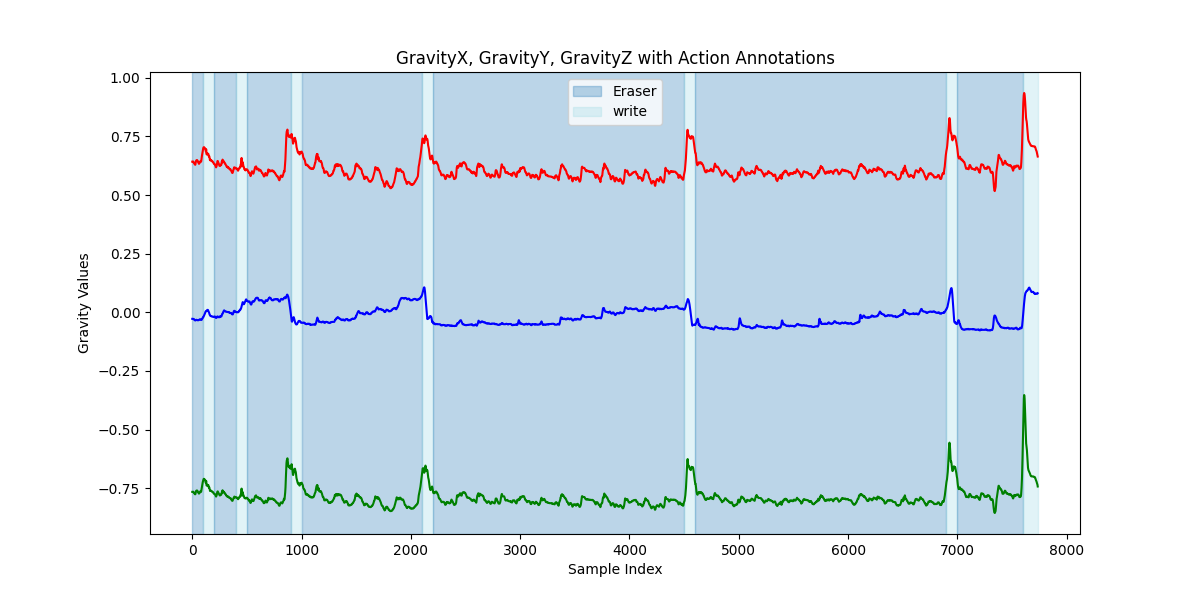 GravityX, GravityY, GravityZ with Action Annotations
Eraser
write
1.00
0.75
0.50
0.25
0.00
−0.25
−0.50
−0.75
Gravity Values
0 1000 2000 3000 4000 5000 6000 7000 8000
Sample Index